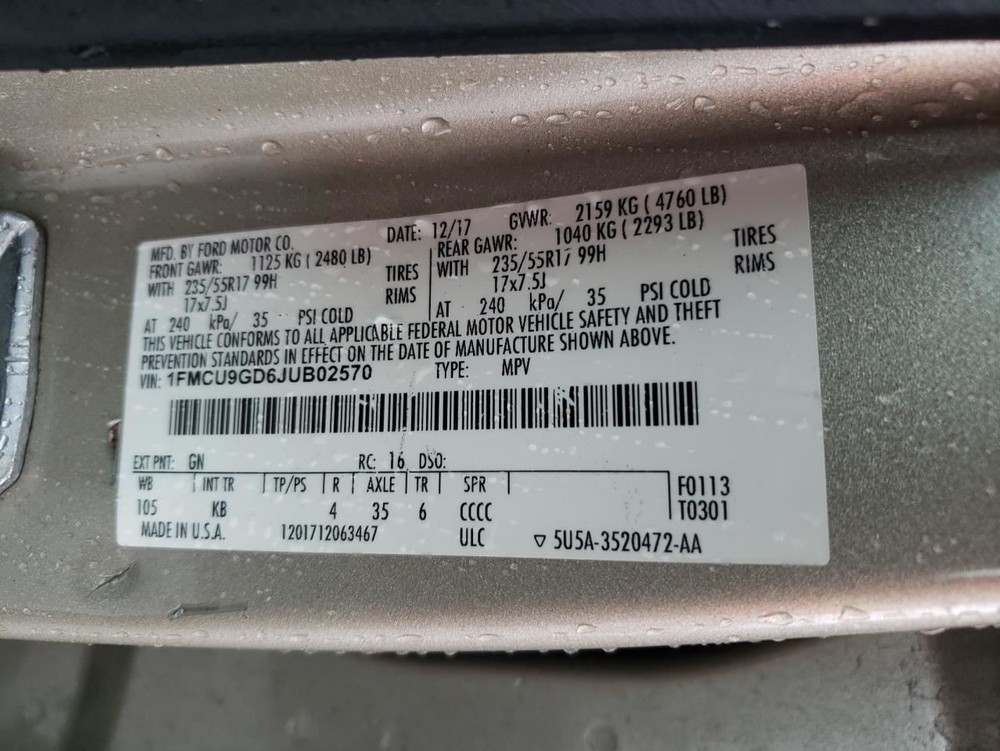 MFD. BY FORD MOTOR CO. DATE: 12/17 GVWR: 2159 KG ( 4760 LB)
FRONT GAWR: 1125 KG ( 2480 LB) REAR GAWR: 1040 KG ( 2293 LB)
WITH 235/55R17 99H TIRES WITH 235/55R17 99H TIRES
17x7.5J RIMS 17x7.5J RIMS
AT 240 kPa/ 35 PSI COLD AT 240 kPa/ 35 PSI COLD
THIS VEHICLE CONFORMS TO ALL APPLICABLE FEDERAL MOTOR VEHICLE SAFETY AND THEFT
PREVENTION STANDARDS IN EFFECT ON THE DATE OF MANUFACTURE SHOWN ABOVE.
VIN: 1FMCU9GD6JUB02570 TYPE: MPV
EXT PNT: GN RC: 16 DSO:
WB INT TR TP/PS R AXLE TR SPR F0113
105 KB 4 35 6 CCCC T0301
MADE IN U.S.A. 1201712063467 ULC ▽ 5U5A-3520472-AA